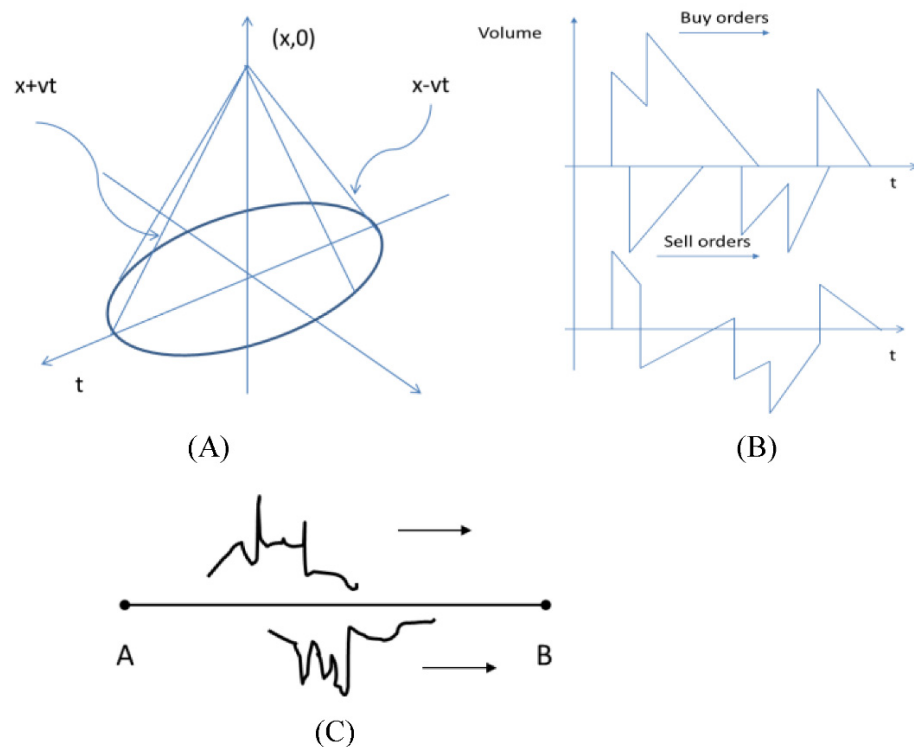 (x,0)
x+vt
x-vt
t
(A)
Buy orders
Volume
t
Sell orders
t
(B)
A
B
(C)